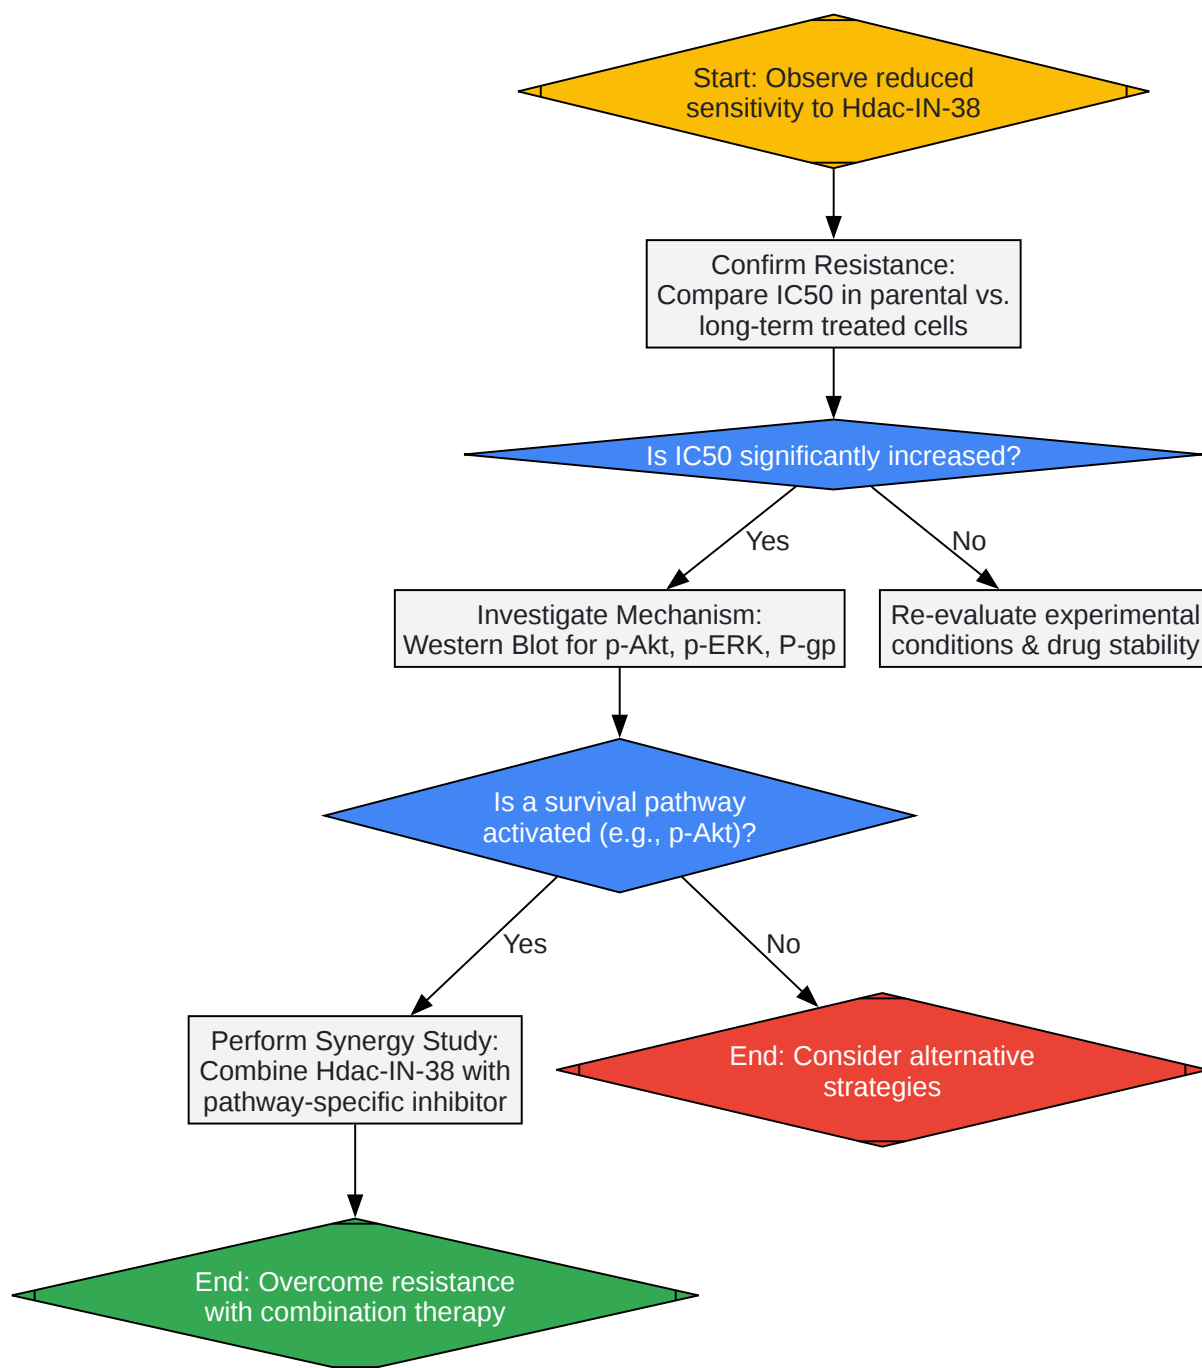 Start: Observe reduced
sensitivity to Hdac-IN-38
Confirm Resistance:
Compare IC50 in parental vs.
long-term treated cells
Is IC50 significantly increased?
Yes
No
Investigate Mechanism:
Western Blot for p-Akt, p-ERK, P-gp
Re-evaluate experimental
conditions & drug stability
Is a survival pathway
activated (e.g., p-Akt)?
Yes
No
Perform Synergy Study:
Combine Hdac-IN-38 with
pathway-specific inhibitor
End: Consider alternative
strategies
End: Overcome resistance
with combination therapy